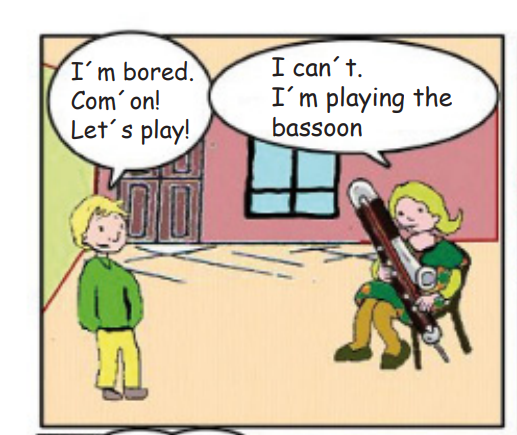 I´m bored.
Com´on!
Let´s play!
I can´t.
I´m playing the
bassoon